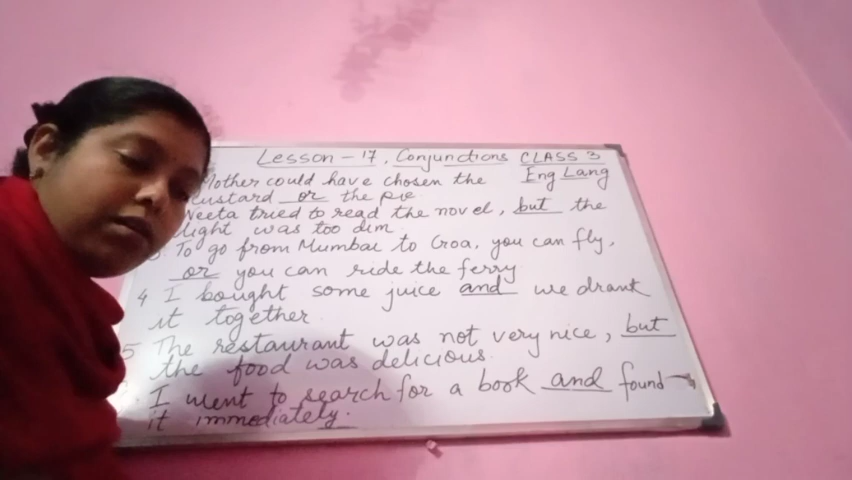 Lesson - 17, Conjunctions CLASS 3
Mother could have chosen the Eng Lang
custard or the pie
Neeta tried to read the novel, but the
light was too dim
To go from Mumbai to Goa, you can fly,
or you can ride the ferry
4 I bought some juice and we drank
it together
5 The restaurant was not very nice, but
the food was delicious.
I went to search for a book and found
it immediately.